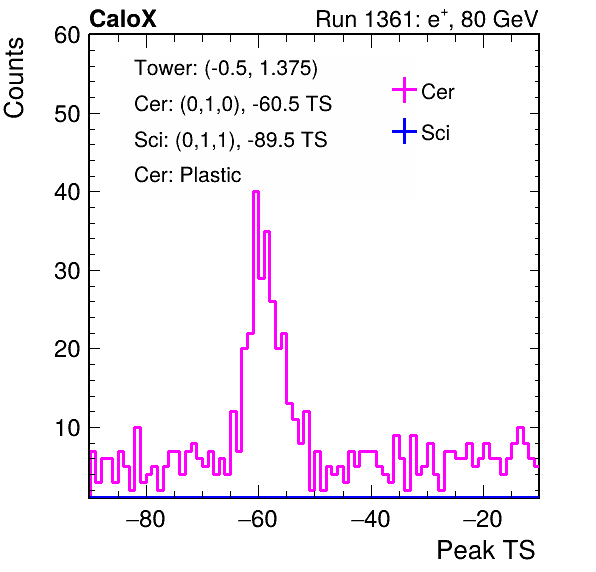 CaloX Run 1361: e⁺, 80 GeV
Counts
60
50
40
30
20
10
Tower: (-0.5, 1.375)
Cer: (0,1,0), -60.5 TS
Sci: (0,1,1), -89.5 TS
Cer: Plastic
Cer
Sci
−80 −60 −40 −20
Peak TS